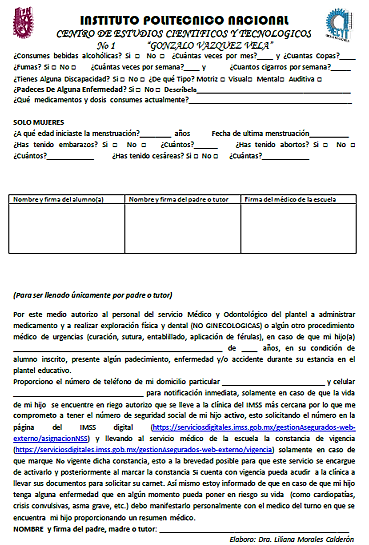 INSTITUTO POLITECNICO NACIONAL
CENTRO DE ESTUDIOS CIENTIFICOS Y TECNOLOGICOS
No 1 "GONZALO VAZQUEZ VELA"
¿Consumes bebidas alcohólicas? Si □ No □ ¿Cuántas veces por mes?____ y ¿Cuantas Copas?____
¿Fumas? Si □ No □ ¿Cuántas veces por semana?____ y Cuantos cigarros por semana?______
¿Tienes Alguna Discapacidad? Si □ No □ ¿De qué Tipo? Motriz □ Visual□ Mental□ Auditiva □
¿Padeces De Alguna Enfermedad? Si □ No □ Descríbelo____________________
¿Qué medicamentos y dosis consumes actualmente?____________________
SOLO MUJERES
¿A qué edad iniciaste la menstruación?________ años Fecha de ultima menstruación__________
¿Has tenido embarazos? Si □ No □ ¿Cuántos?________ ¿Has tenido abortos? Si □ No □
¿Cuántos?____________ ¿Has tenido cesáreas? Si □ No □ ¿Cuántas?____________
Nombre y firma del alumno(a) Nombre y firma del padre o tutor Firma del médico de la escuela
(Para ser llenado únicamente por padre o tutor)
Por este medio autorizo al personal del servicio Médico y Odontológico del plantel a administrar
medicamento y a realizar exploración física y dental (NO GINECOLOGICAS) o algún otro procedimiento
médico de urgencias (curación, sutura, entablillado, aplicación de férulas), en caso de que mi hijo(a)
____________________ de ____ años, en su condición de
alumno inscrito, presente algún padecimiento, enfermedad y/o accidente durante su estancia en el
plantel educativo.
Proporciono el número de teléfono de mi domicilio particular ____________________ y celular
____________________ para notificación inmediata, solamente en caso de que la vida
de mi hijo se encuentre en riego autorizo que se lleve a la clínica del IMSS más cercana por lo que me
comprometo a tener el número de seguridad social de mi hijo activo, esto solicitando el número en la
página del IMSS digital (https://serviciosdigitales.imss.gob.mx/gestionAsegurados-web-
externo/asignacionNSS) y llevando al servicio médico de la escuela la constancia de vigencia
(https://serviciosdigitales.imss.gob.mx/gestionAsegurados-web-externo/vigencia) solamente en caso de
que marque No vigente dicha constancia, esto a la brevedad posible para que este servicio se encargue
de activarlo y posteriormente al marcar la constancia Si cuenta con vigencia pueda acudir a la clínica a
llevar sus documentos para solicitar su carnet. Así mismo estoy informado de que en caso de que mi hijo
tenga alguna enfermedad que en algún momento pueda poner en riesgo su vida (como cardiopatías,
crisis convulsivas, asma grave, etc.) debo manifestarlo personalmente con el medico del turno en que se
encuentra mi hijo proporcionando un resumen médico.
NOMBRE y firma del padre, madre o tutor: ____________________
Elaboro: Dra. Liliana Morales Calderón